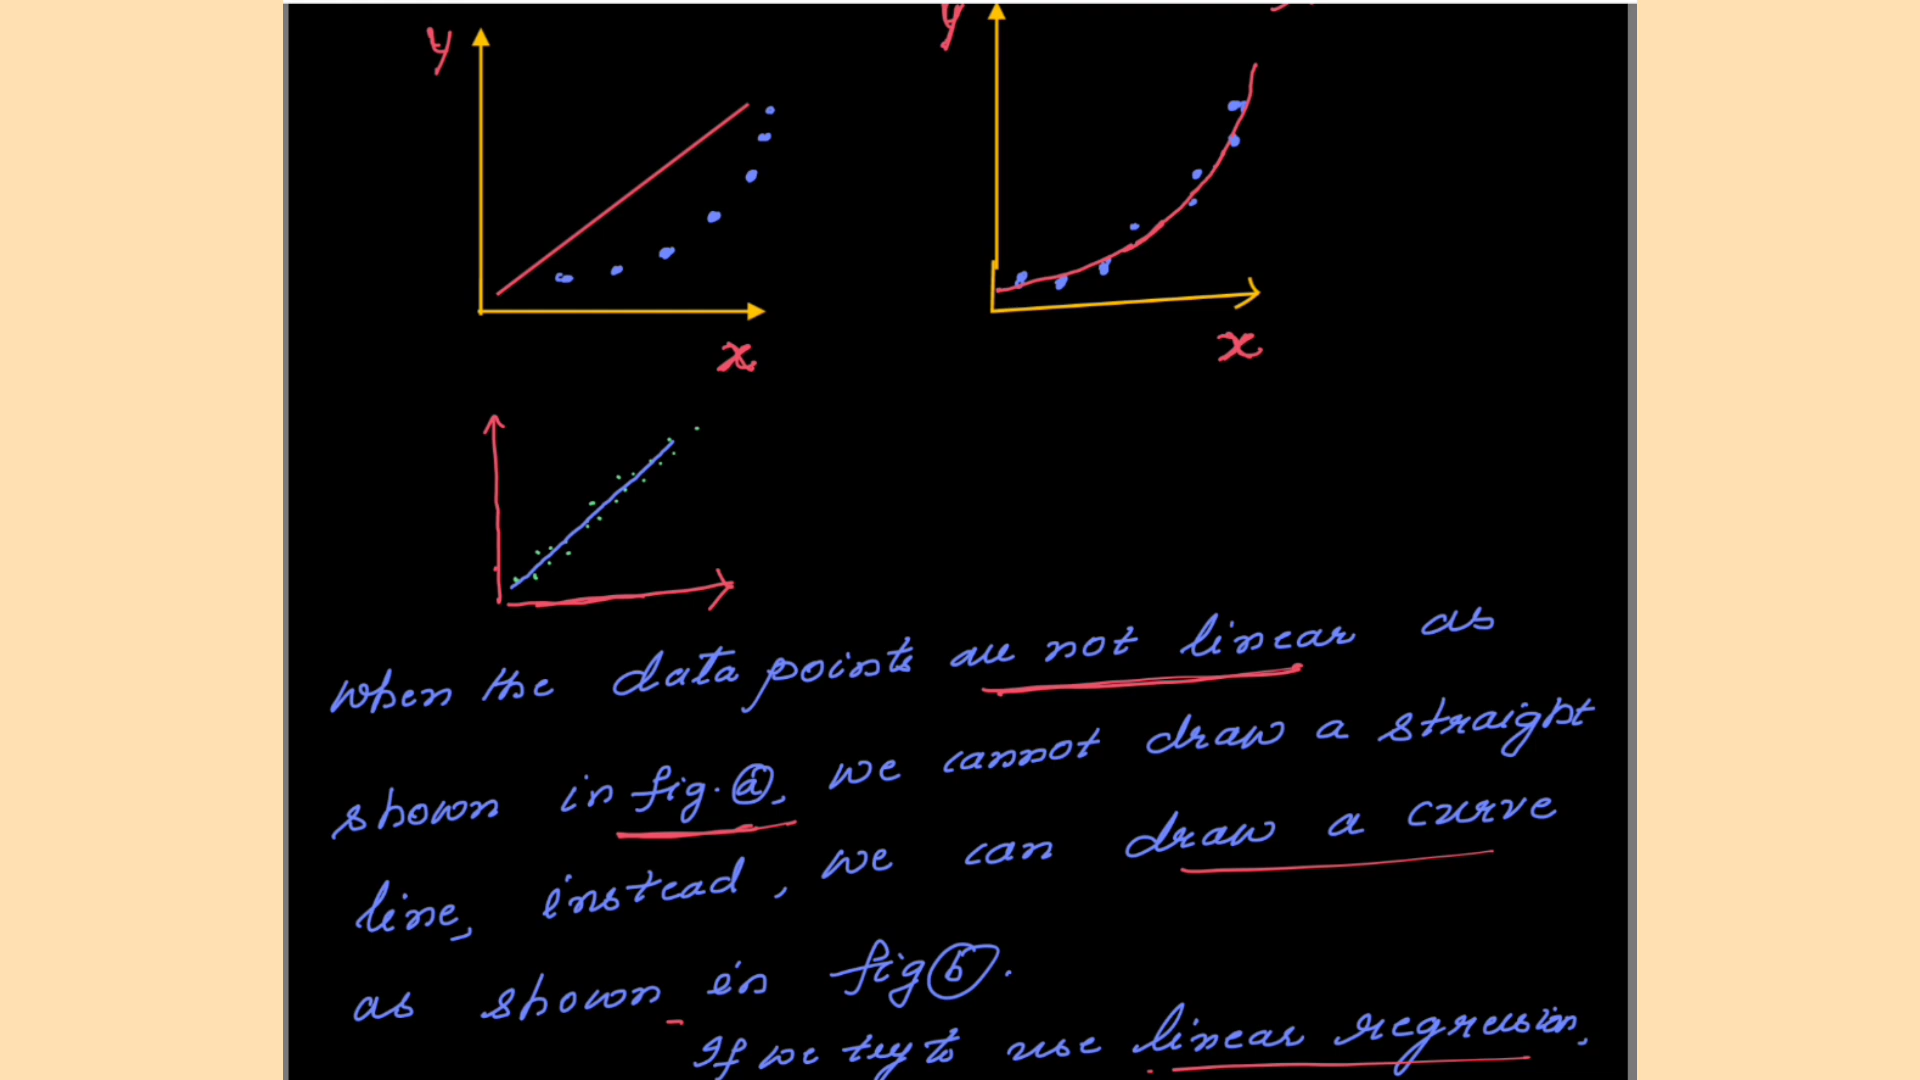 y
y
x
x
When the data points are not linear as
shown in fig. ⓐ, we cannot draw a straight
line, instead, we can draw a curve
as shown in fig ⓑ.
If we try to use linear regression,